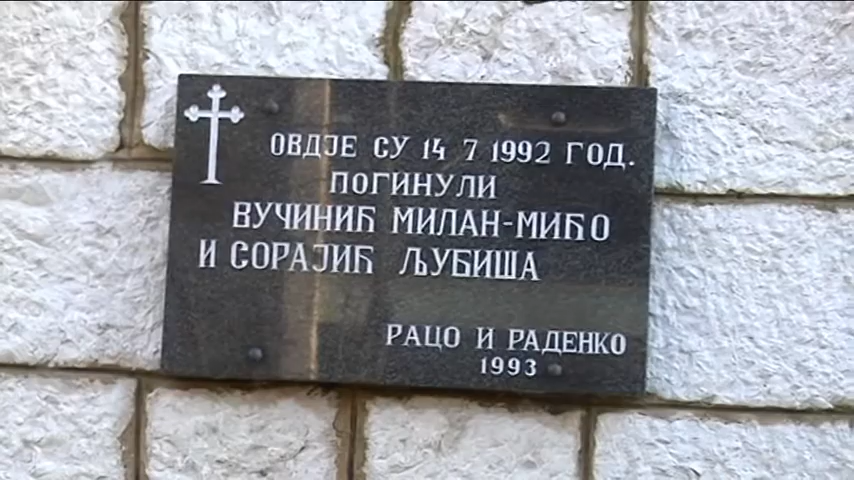 ОВДЈЕ СУ 14 7 1992 ГОД.
ПОГИНУЛИ
ВУЧИНИЋ МИЛАН-МИЋО
И СОРАЈИЋ ЉУБИША
РАЦО И РАДЕНКО
1993